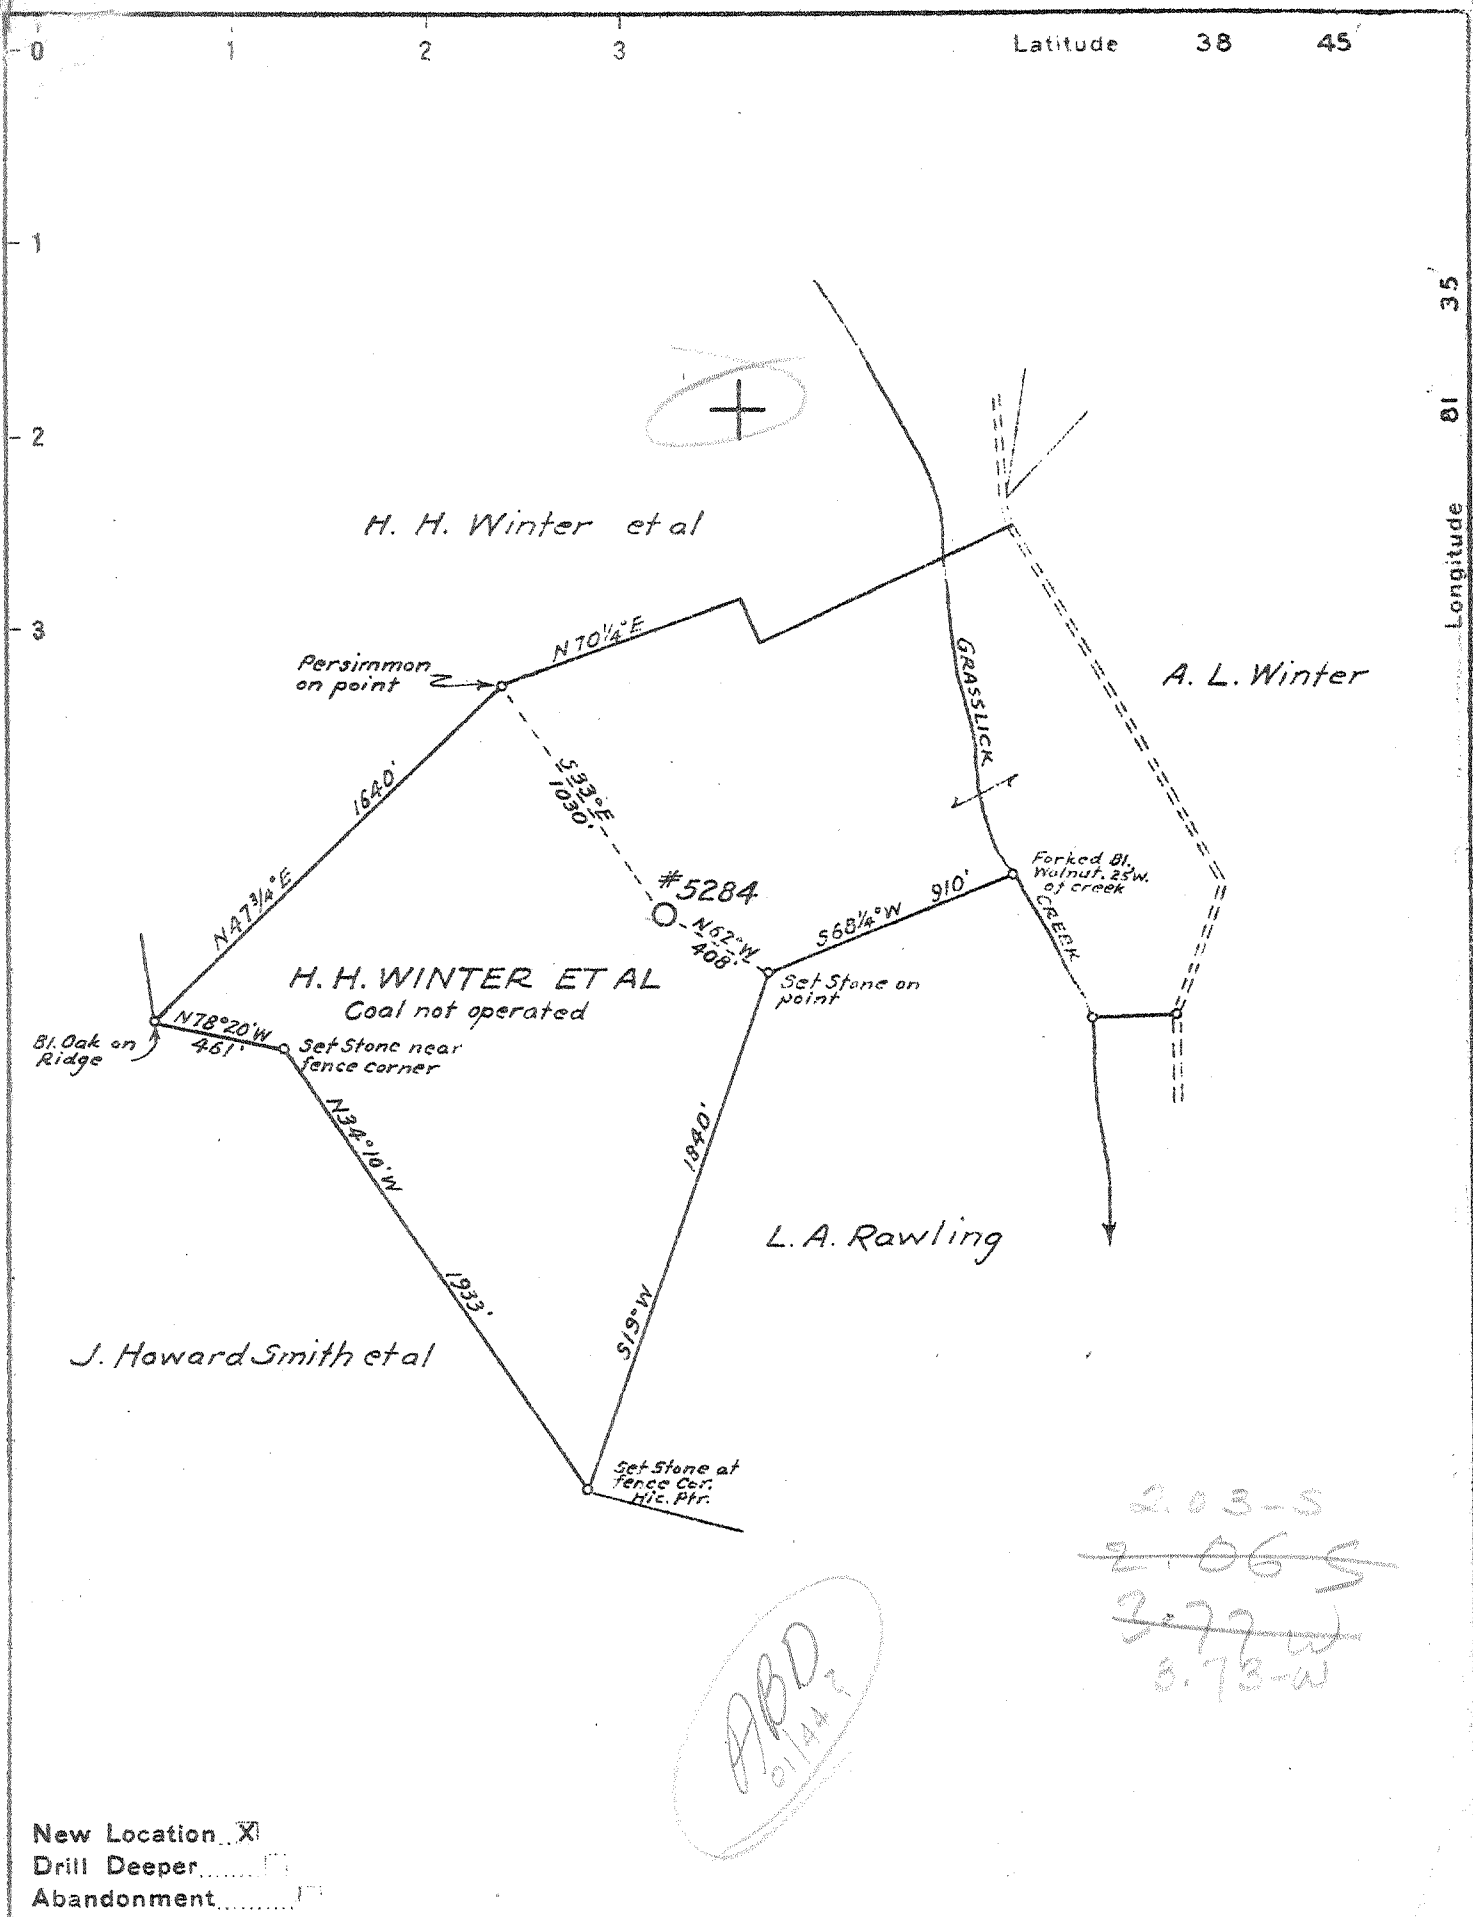 0 1 2 3 Latitude 38 45'
1
2
3
Longitude 81 35'
H. H. Winter et al
N70¼°E
Persimmon
on point
A. L. Winter
GRASSLICK
CREEK
1640'
N47¾°E
S33°E
1030'
#5284
N62°W
408'
S68¼°W 910'
Forked Bl.
Walnut. 25'W.
of creek
H. H. WINTER ET AL
Coal not operated
Set Stone on
point
Bl. Oak on
Ridge
N78°20'W
461'
Set Stone near
fence corner
N34°10'W
1933'
1840'
S19°W
L. A. Rawling
J. Howard Smith et al
Set Stone at
fence Cor.
Hic. Ptr.
2.03-S
2.06 S
3.77 W
3.73-W
ABD
New Location X
Drill Deeper
Abandonment